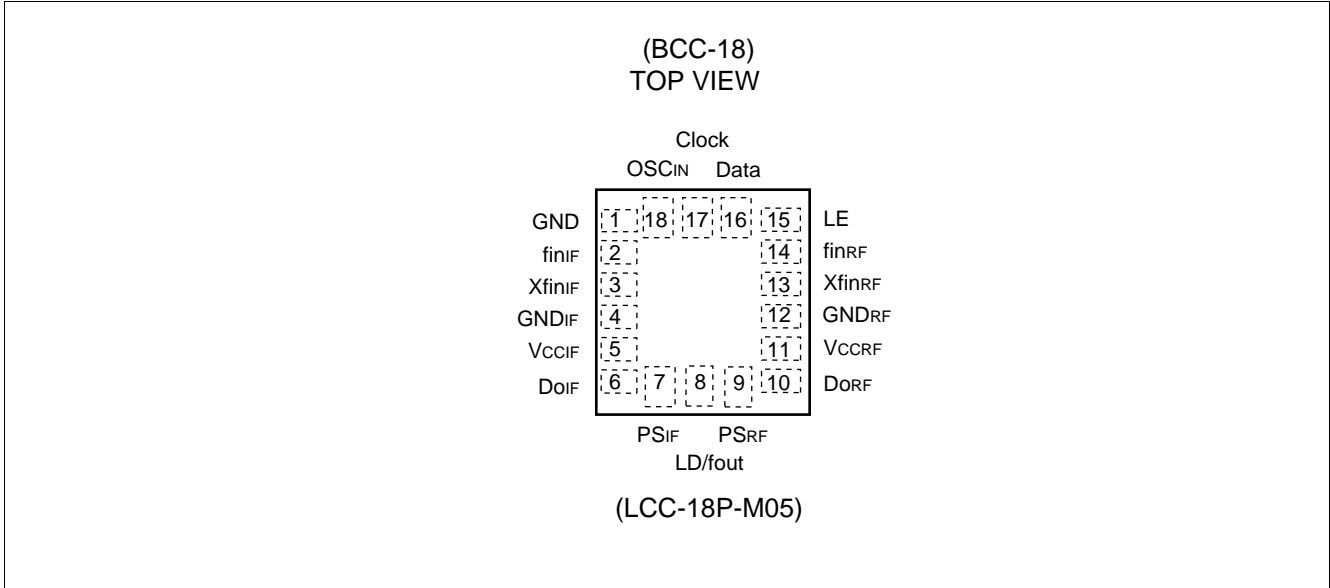 (BCC-18)
TOP VIEW
Clock
OSCIN Data
GND 1 18 17 16 15 LE
finIF 2 14 finRF
XfinIF 3 13 XfinRF
GNDIF 4 12 GNDRF
VCCIF 5 11 VCCRF
DoIF 6 7 8 9 10 DoRF
PSIF PSRF
LD/fout
(LCC-18P-M05)